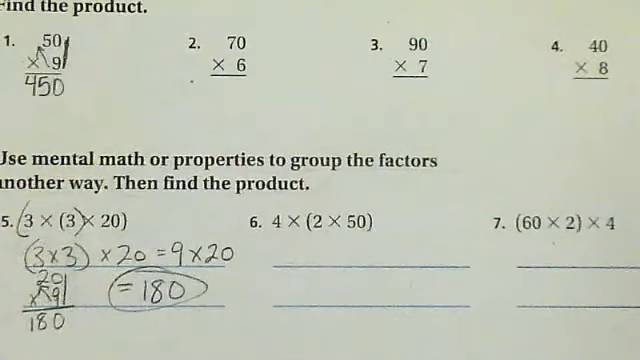 Find the product.
1. 50 2. 70 3. 90 4. 40
× 9 × 6 × 7 × 8
450
Use mental math or properties to group the factors
another way. Then find the product.
5. (3 × (3) × 20) 6. 4 × (2 × 50) 7. (60 × 2) × 4
(3×3) × 20 = 9 × 20
20
×9 = 180
180